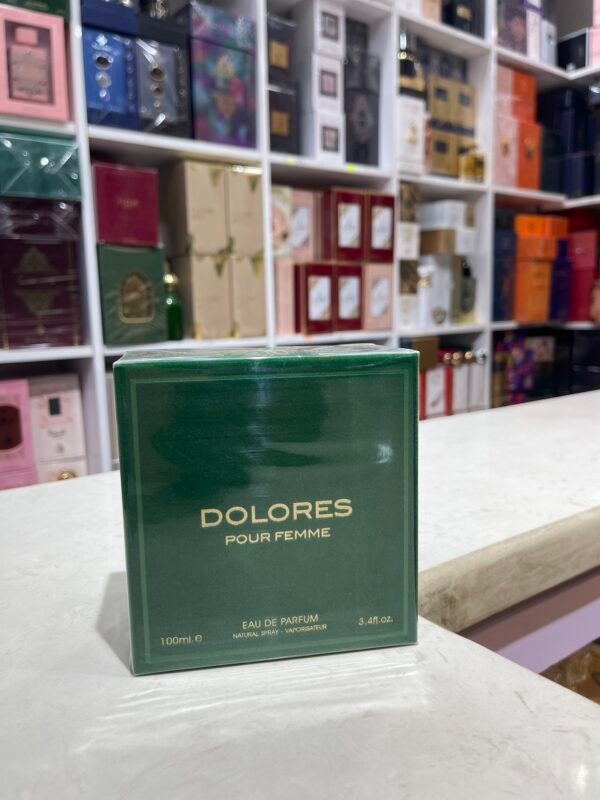 DOLORES
POUR FEMME
EAU DE PARFUM
NATURAL SPRAY - VAPORISATEUR
100ml.e
3.4fl.oz.